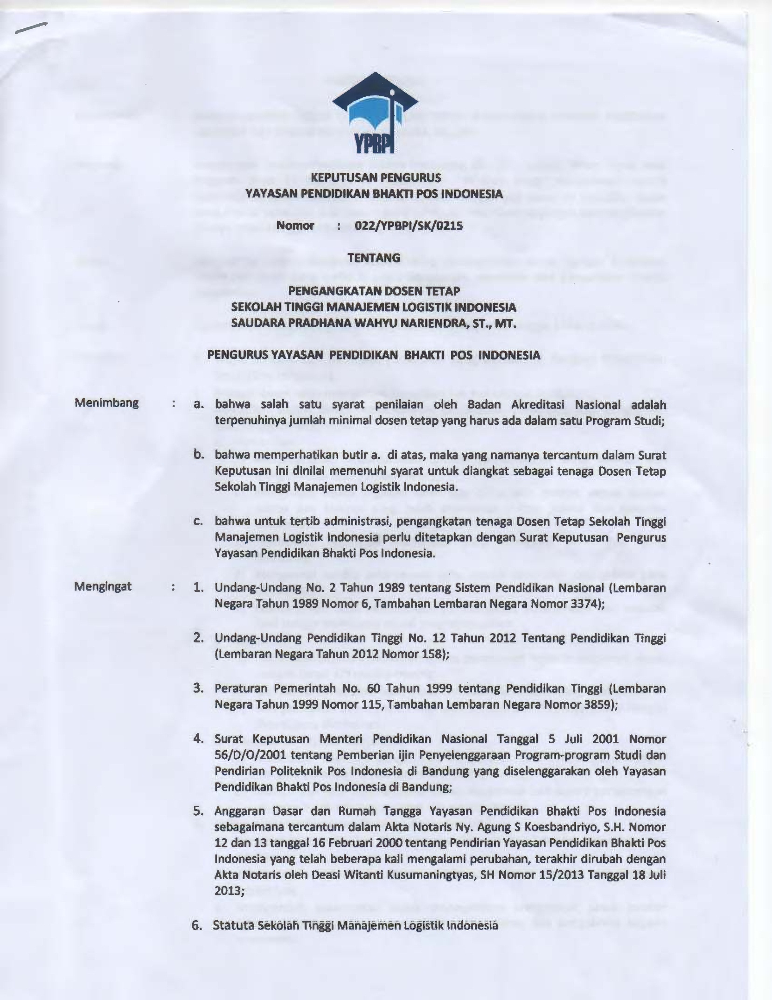 YPBPI
KEPUTUSAN PENGURUS
YAYASAN PENDIDIKAN BHAKTI POS INDONESIA
Nomor : 022/YPBPI/SK/0215
TENTANG
PENGANGKATAN DOSEN TETAP
SEKOLAH TINGGI MANAJEMEN LOGISTIK INDONESIA
SAUDARA PRADHANA WAHYU NARIENDRA, ST., MT.
PENGURUS YAYASAN PENDIDIKAN BHAKTI POS INDONESIA
Menimbang : a. bahwa salah satu syarat penilaian oleh Badan Akreditasi Nasional adalah
terpenuhinya jumlah minimal dosen tetap yang harus ada dalam satu Program Studi;
b. bahwa memperhatikan butir a. di atas, maka yang namanya tercantum dalam Surat
Keputusan ini dinilai memenuhi syarat untuk diangkat sebagai tenaga Dosen Tetap
Sekolah Tinggi Manajemen Logistik Indonesia.
c. bahwa untuk tertib administrasi, pengangkatan tenaga Dosen Tetap Sekolah Tinggi
Manajemen Logistik Indonesia perlu ditetapkan dengan Surat Keputusan Pengurus
Yayasan Pendidikan Bhakti Pos Indonesia.
Mengingat : 1. Undang-Undang No. 2 Tahun 1989 tentang Sistem Pendidikan Nasional (Lembaran
Negara Tahun 1989 Nomor 6, Tambahan Lembaran Negara Nomor 3374);
2. Undang-Undang Pendidikan Tinggi No. 12 Tahun 2012 Tentang Pendidikan Tinggi
(Lembaran Negara Tahun 2012 Nomor 158);
3. Peraturan Pemerintah No. 60 Tahun 1999 tentang Pendidikan Tinggi (Lembaran
Negara Tahun 1999 Nomor 115, Tambahan Lembaran Negara Nomor 3859);
4. Surat Keputusan Menteri Pendidikan Nasional Tanggal 5 Juli 2001 Nomor
56/D/O/2001 tentang Pemberian ijin Penyelenggaraan Program-program Studi dan
Pendirian Politeknik Pos Indonesia di Bandung yang diselenggarakan oleh Yayasan
Pendidikan Bhakti Pos Indonesia di Bandung;
5. Anggaran Dasar dan Rumah Tangga Yayasan Pendidikan Bhakti Pos Indonesia
sebagaimana tercantum dalam Akta Notaris Ny. Agung S Koesbandriyo, S.H. Nomor
12 dan 13 tanggal 16 Februari 2000 tentang Pendirian Yayasan Pendidikan Bhakti Pos
Indonesia yang telah beberapa kali mengalami perubahan, terakhir dirubah dengan
Akta Notaris oleh Deasi Witanti Kusumaningtyas, SH Nomor 15/2013 Tanggal 18 Juli
2013;
6. Statuta Sekolah Tinggi Manajemen Logistik Indonesia